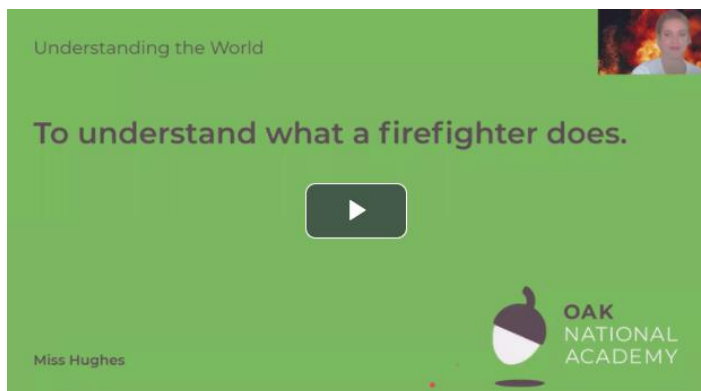 Understanding the World
To understand what a firefighter does.
OAK
NATIONAL
ACADEMY
Miss Hughes